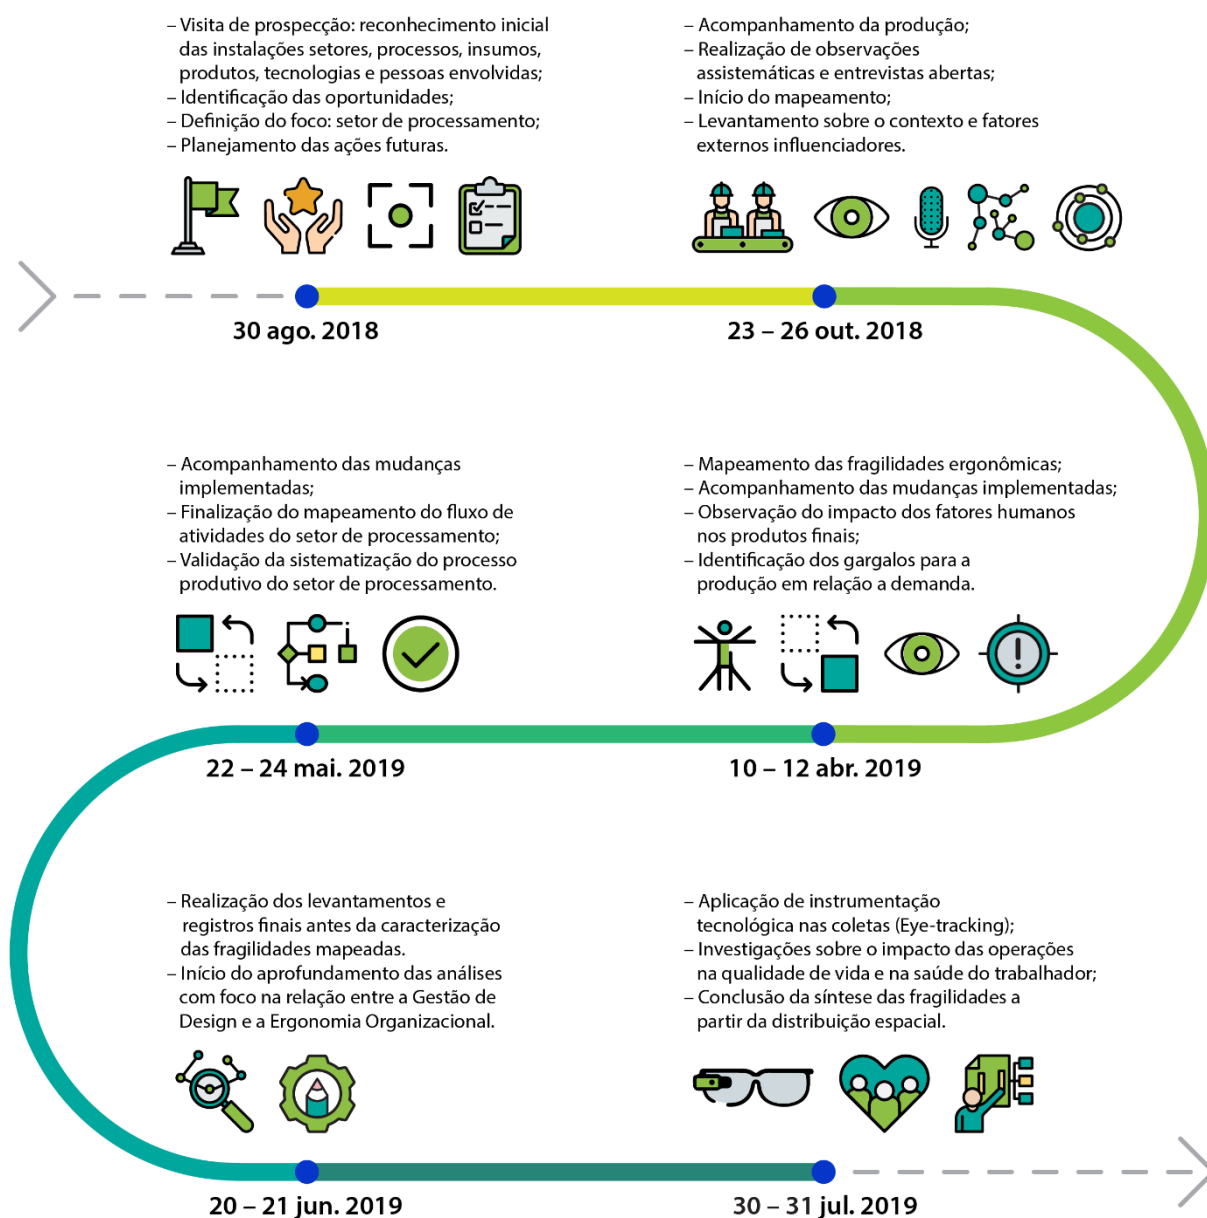 – Visita de prospecção: reconhecimento inicial
das instalações setores, processos, insumos,
produtos, tecnologias e pessoas envolvidas;
– Identificação das oportunidades;
– Definição do foco: setor de processamento;
– Planejamento das ações futuras.
30 ago. 2018
– Acompanhamento da produção;
– Realização de observações
assistemáticas e entrevistas abertas;
– Início do mapeamento;
– Levantamento sobre o contexto e fatores
externos influenciadores.
23 – 26 out. 2018
– Mapeamento das fragilidades ergonômicas;
– Acompanhamento das mudanças implementadas;
– Observação do impacto dos fatores humanos
nos produtos finais;
– Identificação dos gargalos para a
produção em relação a demanda.
10 – 12 abr. 2019
– Acompanhamento das mudanças
implementadas;
– Finalização do mapeamento do fluxo de
atividades do setor de processamento;
– Validação da sistematização do processo
produtivo do setor de processamento.
22 – 24 mai. 2019
– Realização dos levantamentos e
registros finais antes da caracterização
das fragilidades mapeadas.
– Início do aprofundamento das análises
com foco na relação entre a Gestão de
Design e a Ergonomia Organizacional.
20 – 21 jun. 2019
– Aplicação de instrumentação
tecnológica nas coletas (Eye-tracking);
– Investigações sobre o impacto das operações
na qualidade de vida e na saúde do trabalhador;
– Conclusão da síntese das fragilidades a
partir da distribuição espacial.
30 – 31 jul. 2019